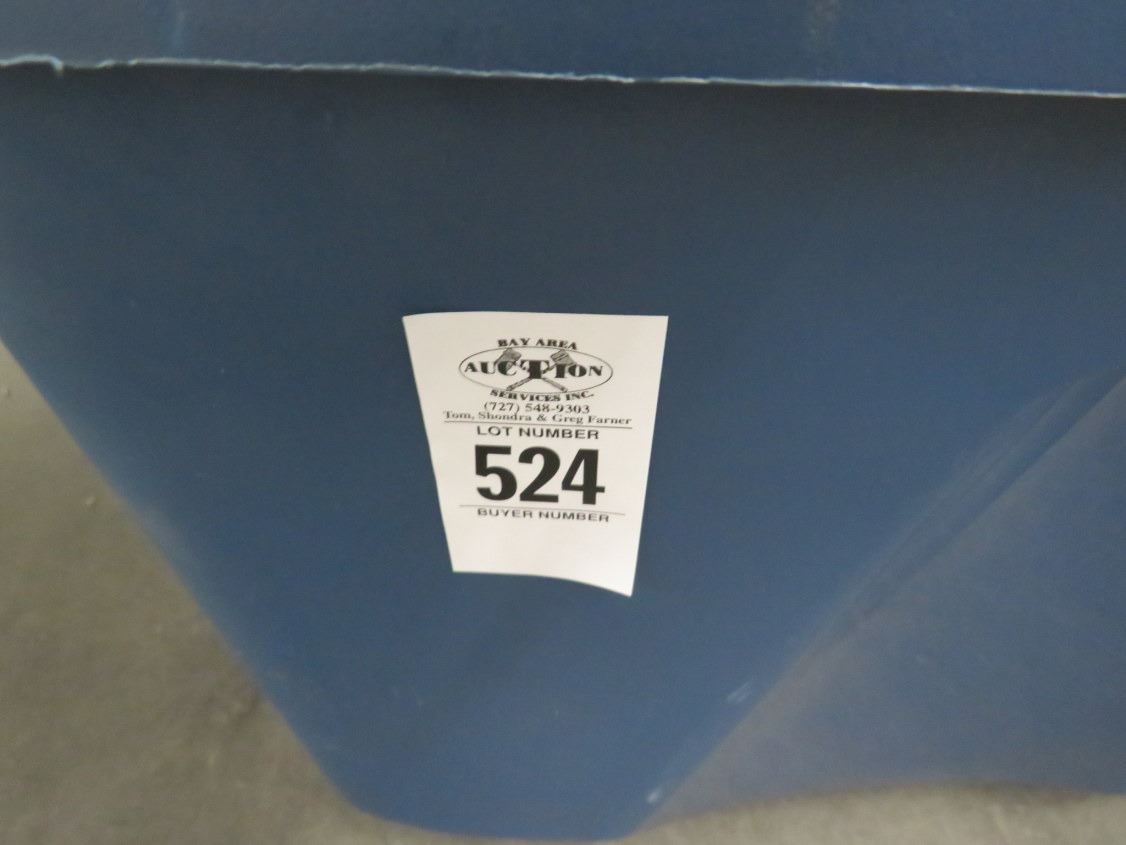 BAY AREA
AUCTION
SERVICES INC.
(727) 548-9303
Tom, Shondra & Greg Farner
LOT NUMBER
524
BUYER NUMBER